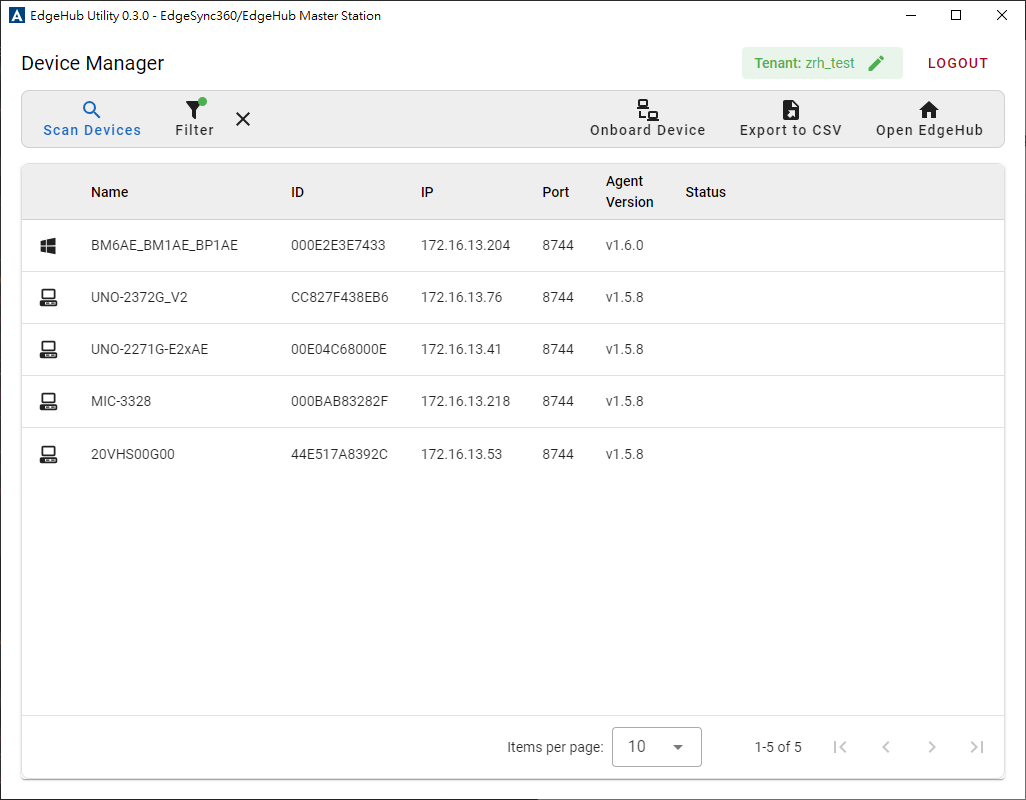 EdgeHub Utility 0.3.0 - EdgeSync360/EdgeHub Master Station
Device Manager
Tenant: zrh_test
LOGOUT
Scan Devices
Filter
Onboard Device
Export to CSV
Open EdgeHub
Name ID IP Port Agent Version Status
BM6AE_BM1AE_BP1AE 000E2E3E7433 172.16.13.204 8744 v1.6.0
UNO-2372G_V2 CC827F438EB6 172.16.13.76 8744 v1.5.8
UNO-2271G-E2xAE 00E04C68000E 172.16.13.41 8744 v1.5.8
MIC-3328 000BAB83282F 172.16.13.218 8744 v1.5.8
20VHS00G00 44E517A8392C 172.16.13.53 8744 v1.5.8
Items per page: 10 1-5 of 5